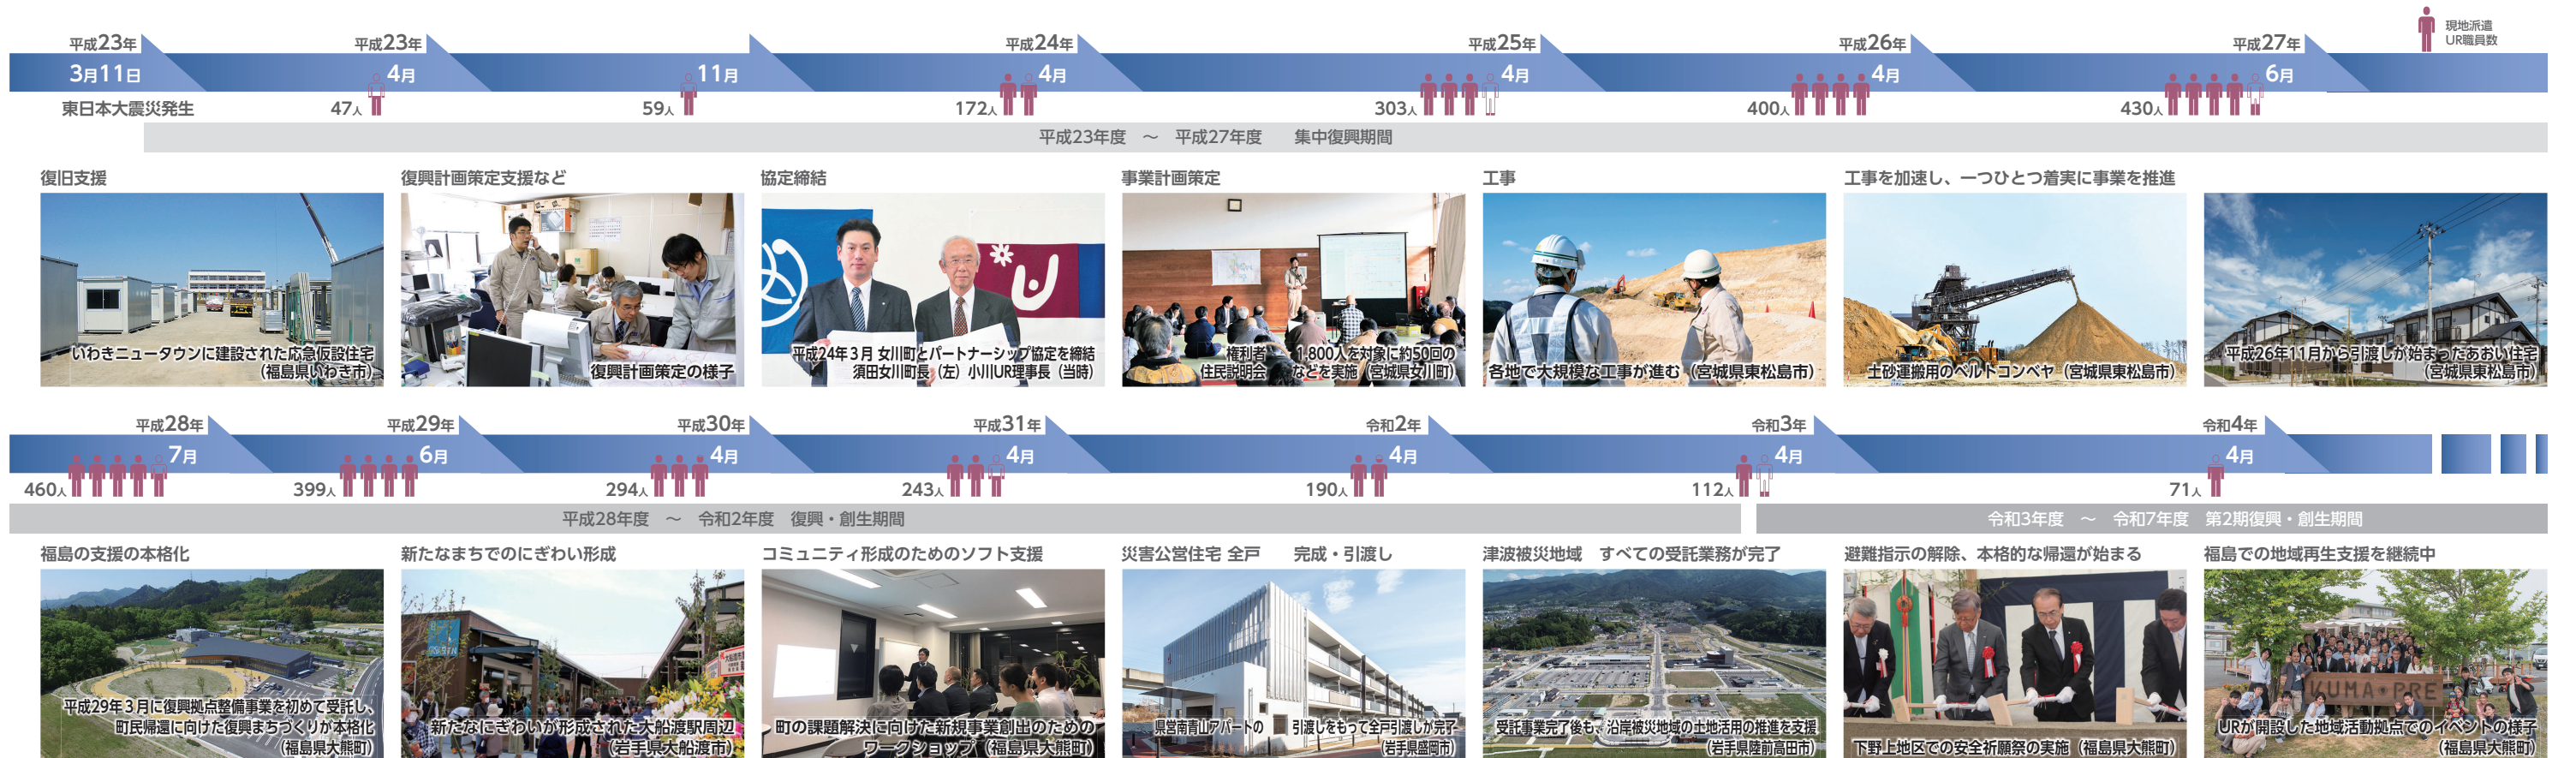 現地派遣
UR職員数
平成23年
3月11日
東日本大震災発生
平成23年
4月
47人
11月
59人
平成24年
4月
172人
平成25年
4月
303人
平成26年
4月
400人
平成27年
6月
430人
平成23年度 ～ 平成27年度 集中復興期間
復旧支援
いわきニュータウンに建設された応急仮設住宅
（福島県いわき市）
復興計画策定支援など
復興計画策定の様子
協定締結
平成24年３月 女川町とパートナーシップ協定を締結
須田女川町長（左）小川UR理事長（当時）
事業計画策定
権利者 1,800人を対象に約50回の
住民説明会 などを実施（宮城県女川町）
工事
各地で大規模な工事が進む（宮城県東松島市）
工事を加速し、一つひとつ着実に事業を推進
土砂運搬用のベルトコンベヤ（宮城県東松島市）
平成26年11月から引渡しが始まったあおい住宅
（宮城県東松島市）
平成28年
7月
460人
平成29年
6月
399人
平成30年
4月
294人
平成31年
4月
243人
令和2年
4月
190人
令和3年
4月
112人
令和4年
4月
71人
平成28年度 ～ 令和2年度 復興・創生期間
令和3年度 ～ 令和7年度 第2期復興・創生期間
福島の支援の本格化
平成29年３月に復興拠点整備事業を初めて受託し、
町民帰還に向けた復興まちづくりが本格化
（福島県大熊町）
新たなまちでのにぎわい形成
新たなにぎわいが形成された大船渡駅周辺
（岩手県大船渡市）
コミュニティ形成のためのソフト支援
町の課題解決に向けた新規事業創出のための
ワークショップ（福島県大熊町）
災害公営住宅 全戸 完成・引渡し
県営南青山アパートの 引渡しをもって全戸引渡しが完了
（岩手県盛岡市）
津波被災地域 すべての受託業務が完了
受託事業完了後も、沿岸被災地域の土地活用の推進を支援
（岩手県陸前高田市）
避難指示の解除、本格的な帰還が始まる
下野上地区での安全祈願祭の実施（福島県大熊町）
福島での地域再生支援を継続中
KUMA・PRE
URが開設した地域活動拠点でのイベントの様子
（福島県大熊町）